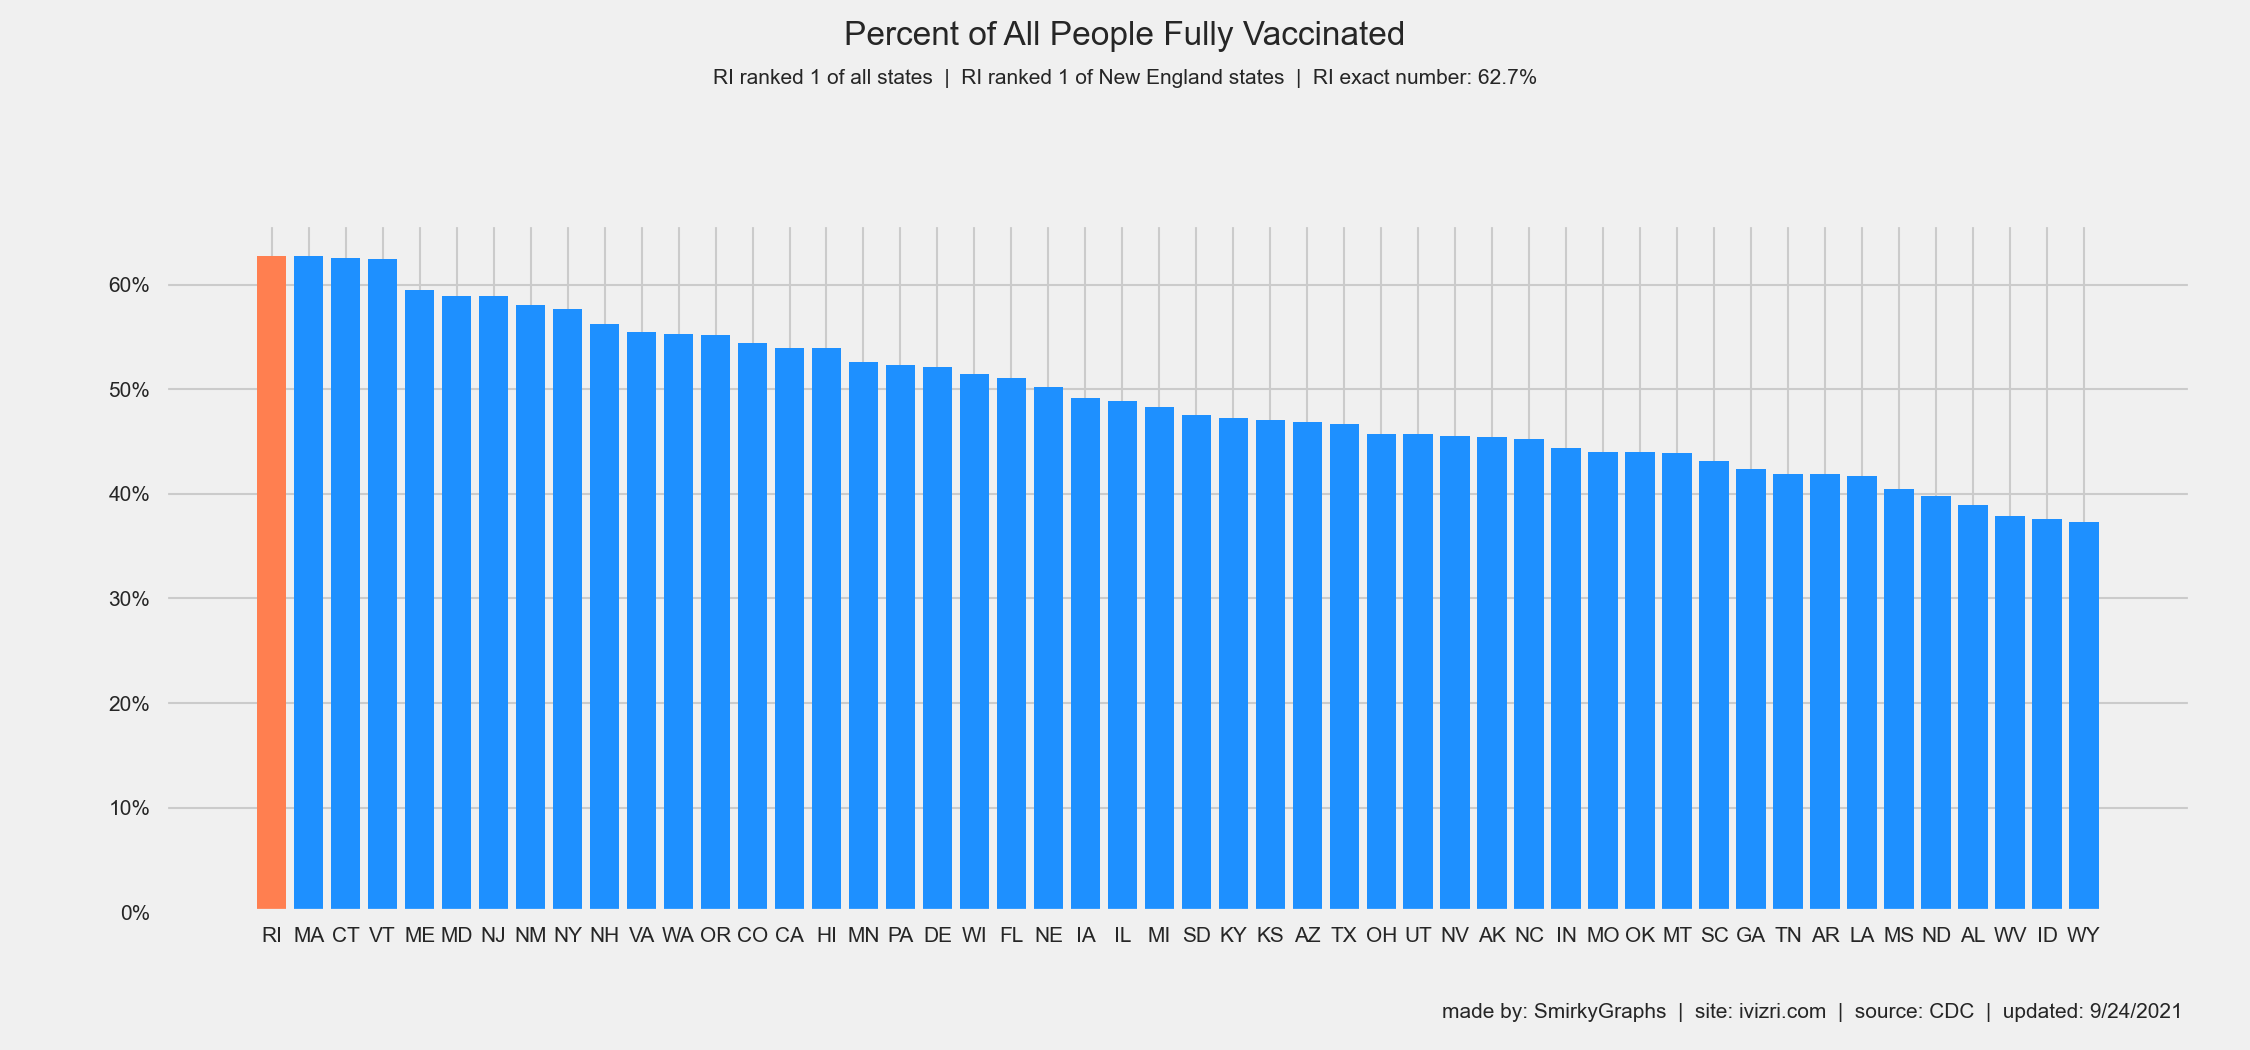 Percent of All People Fully Vaccinated
RI ranked 1 of all states | RI ranked 1 of New England states | RI exact number: 62.7%
60%
50%
40%
30%
20%
10%
0%
RI MA CT VT ME MD NJ NM NY NH VA WA OR CO CA HI MN PA DE WI FL NE IA IL MI SD KY KS AZ TX OH UT NV AK NC IN MO OK MT SC GA TN AR LA MS ND AL WV ID WY
made by: SmirkyGraphs | site: ivizri.com | source: CDC | updated: 9/24/2021